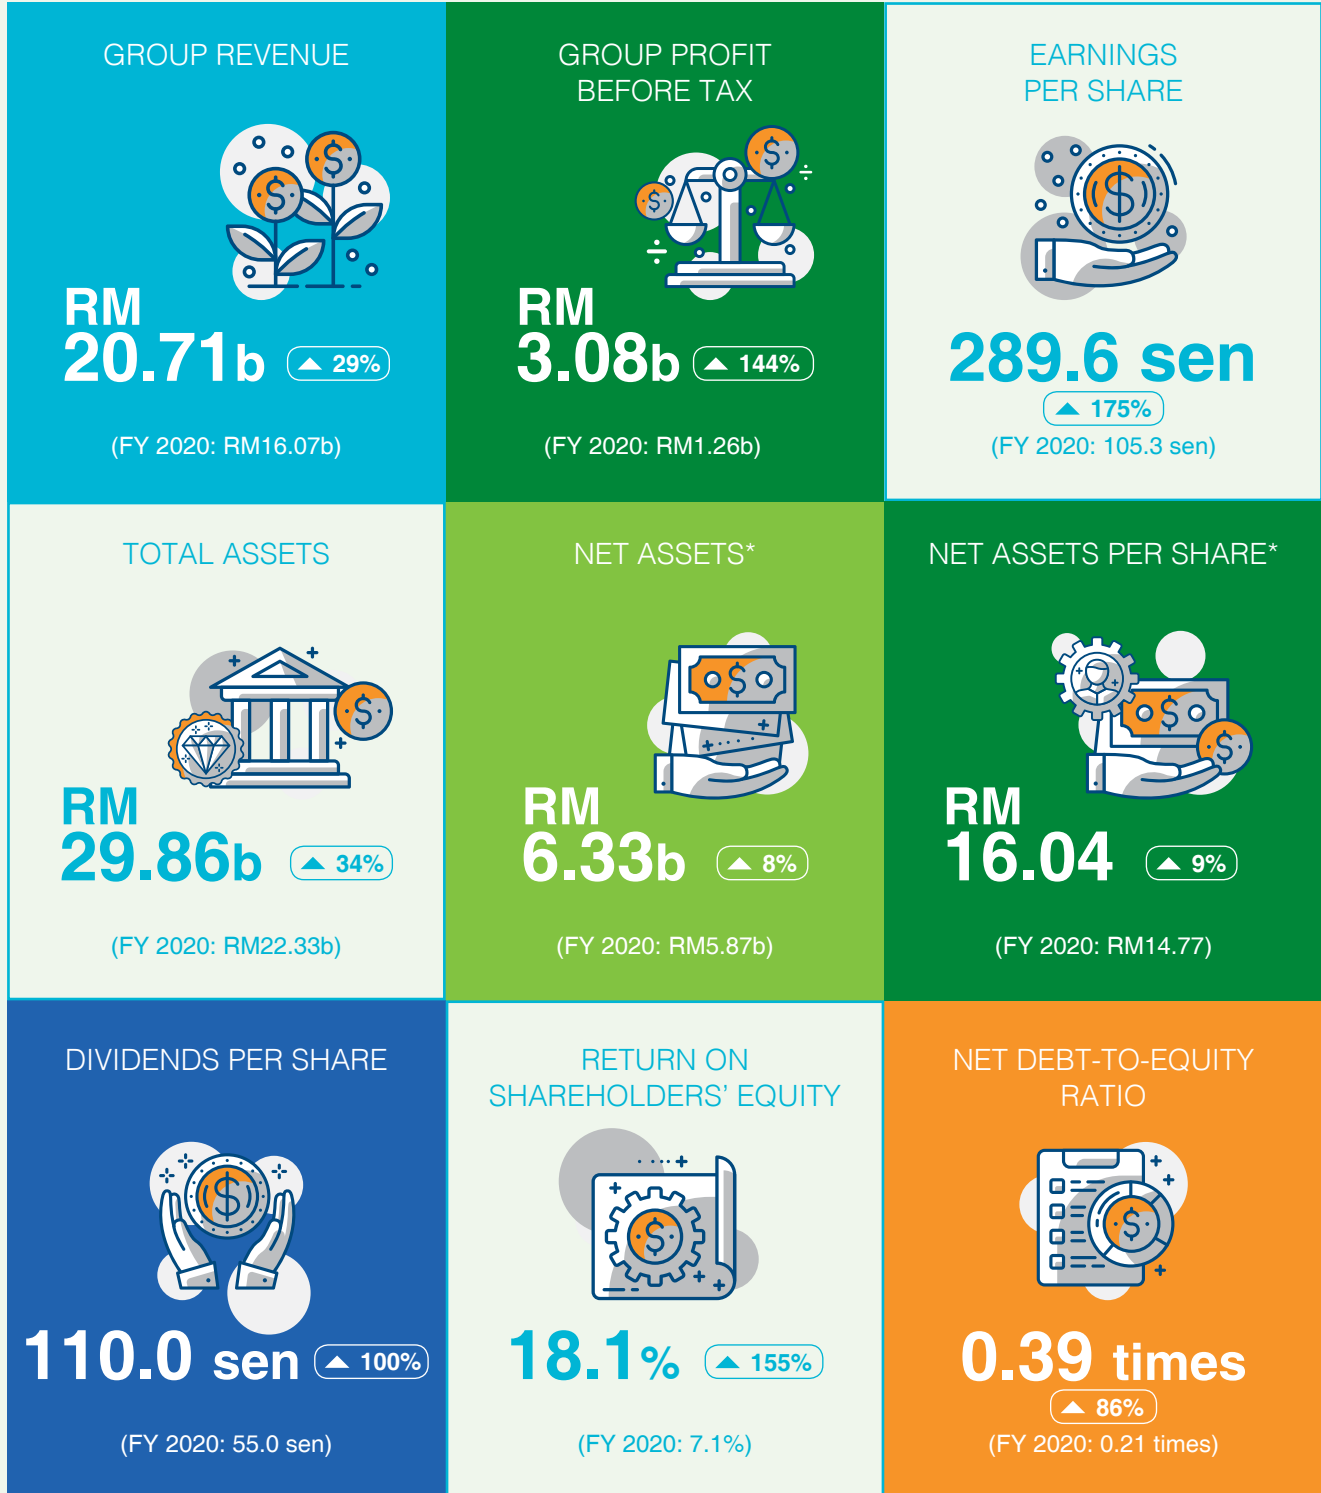 GROUP REVENUE
RM
20.71b ▲ 29%
(FY 2020: RM16.07b)
GROUP PROFIT
BEFORE TAX
RM
3.08b ▲ 144%
(FY 2020: RM1.26b)
EARNINGS
PER SHARE
289.6 sen
▲ 175%
(FY 2020: 105.3 sen)
TOTAL ASSETS
RM
29.86b ▲ 34%
(FY 2020: RM22.33b)
NET ASSETS*
RM
6.33b ▲ 8%
(FY 2020: RM5.87b)
NET ASSETS PER SHARE*
RM
16.04 ▲ 9%
(FY 2020: RM14.77)
DIVIDENDS PER SHARE
110.0 sen ▲ 100%
(FY 2020: 55.0 sen)
RETURN ON
SHAREHOLDERS’ EQUITY
18.1% ▲ 155%
(FY 2020: 7.1%)
NET DEBT-TO-EQUITY
RATIO
0.39 times
▲ 86%
(FY 2020: 0.21 times)